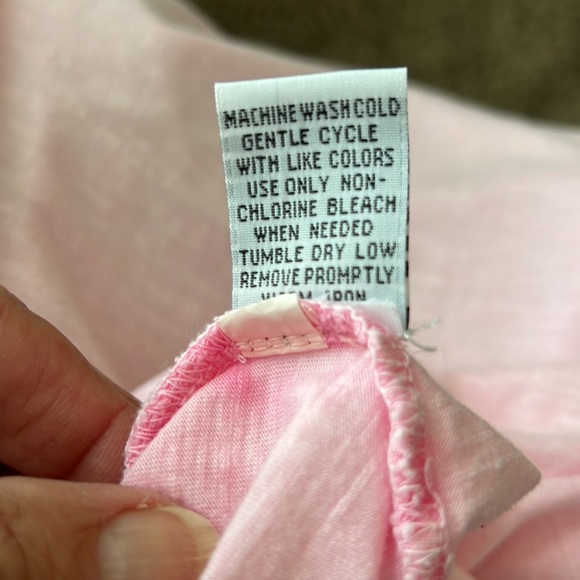 MACHINE WASH COLD
GENTLE CYCLE
WITH LIKE COLORS
USE ONLY NON-
CHLORINE BLEACH
WHEN NEEDED
TUMBLE DRY LOW
REMOVE PROMPTLY
IRON